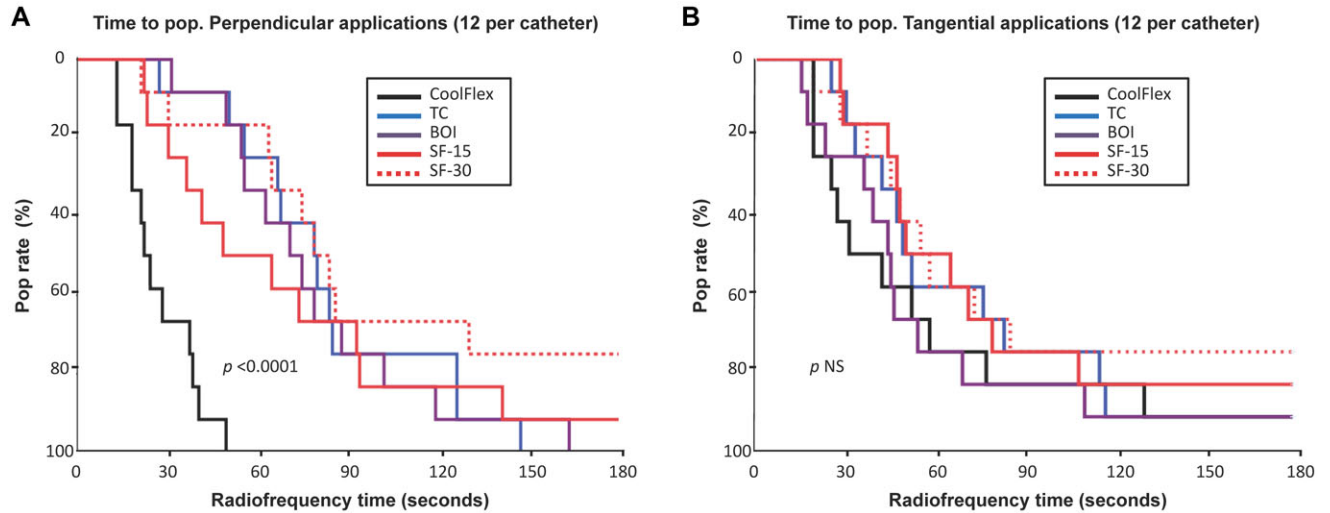 A
Time to pop. Perpendicular applications (12 per catheter)
0
20
40
60
80
100
Pop rate (%)
CoolFlex
TC
BOI
SF-15
SF-30
p <0.0001
0 30 60 90 120 150 180
Radiofrequency time (seconds)
B
Time to pop. Tangential applications (12 per catheter)
0
20
40
60
80
100
Pop rate (%)
CoolFlex
TC
BOI
SF-15
SF-30
p NS
0 30 60 90 120 150 180
Radiofrequency time (seconds)